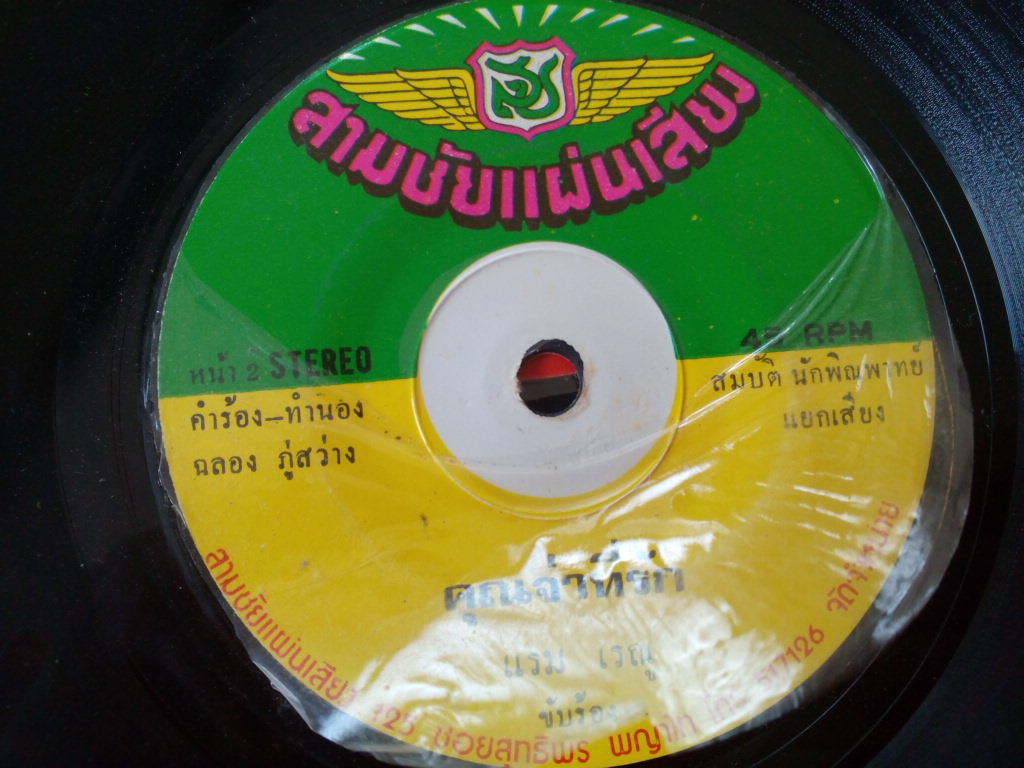 สช
สามชัยแผ่นเสียง
หน้า 2 STEREO
คำร้อง–ทำนอง
ฉลอง ภู่สว่าง
45 RPM
สมบัติ นักพิณพาทย์
แยกเสียง
คุณจ่าที่รัก
แรม เรณู
ขับร้อง
สามชัยแผ่นเสียง ซอยสุทธิพร พญาไท โทร จัดจำหน่าย